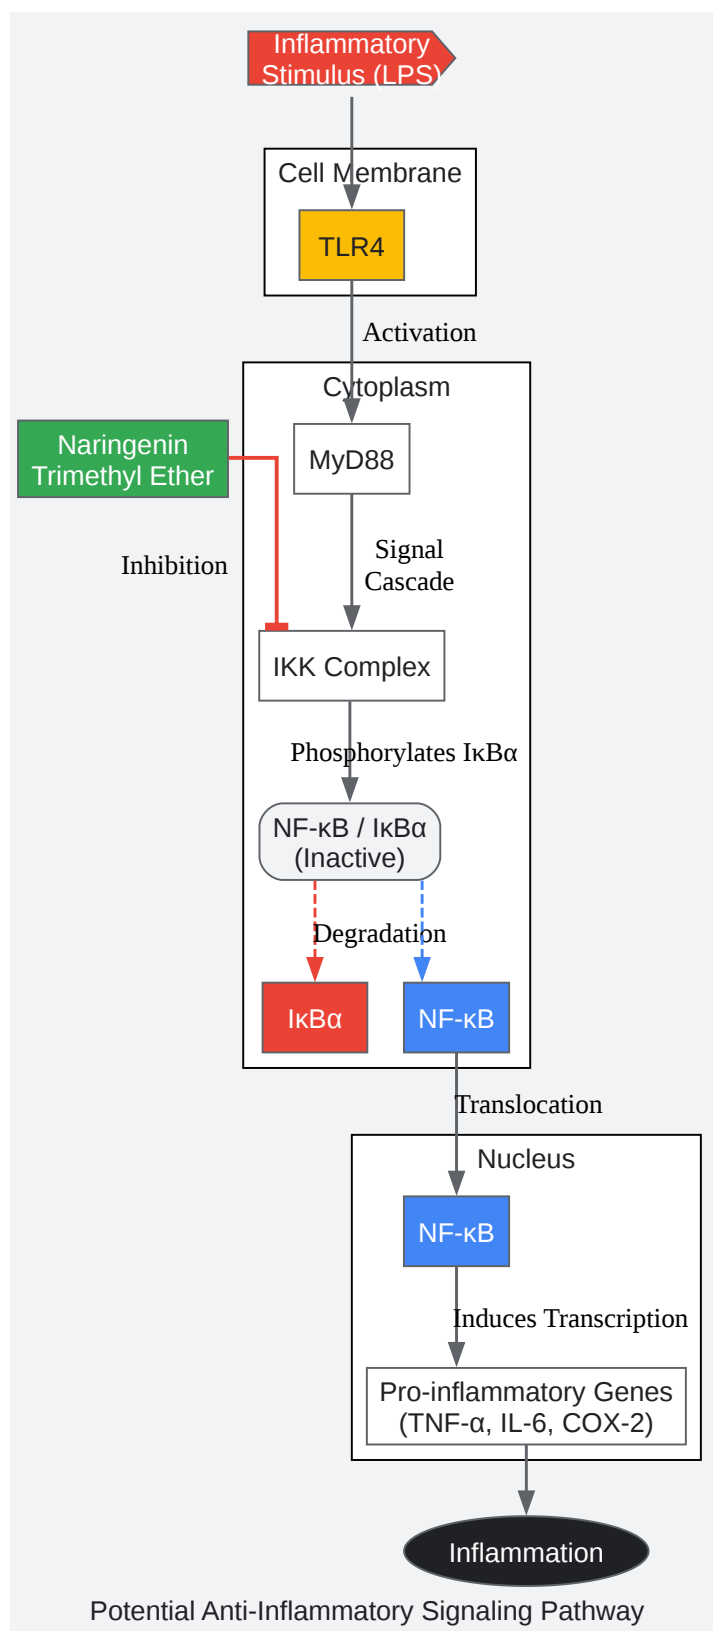 Inflammatory
Stimulus (LPS)
Cell Membrane
TLR4
Activation
Cytoplasm
Naringenin
Trimethyl Ether
MyD88
Inhibition
Signal
Cascade
IKK Complex
Phosphorylates IκBα
NF-κB / IκBα
(Inactive)
Degradation
IκBα
NF-κB
Translocation
Nucleus
NF-κB
Induces Transcription
Pro-inflammatory Genes
(TNF-α, IL-6, COX-2)
Inflammation
Potential Anti-Inflammatory Signaling Pathway